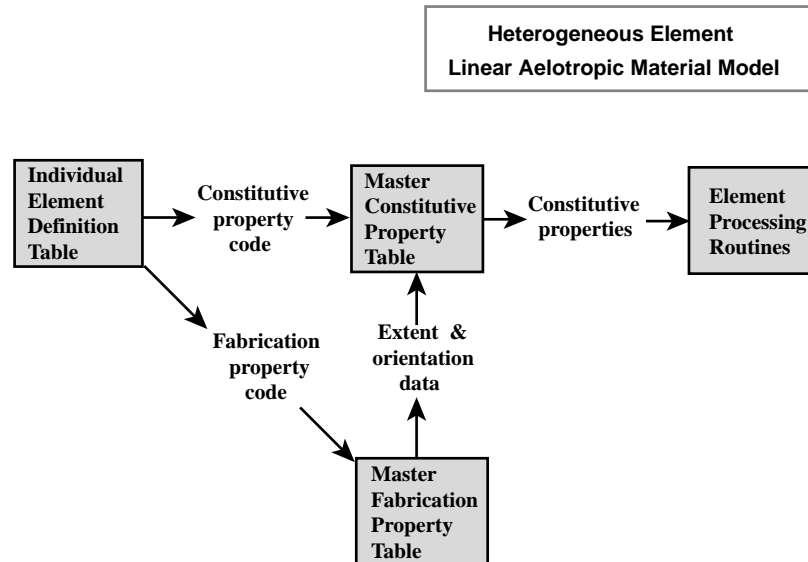 Heterogeneous Element
Linear Aelotropic Material Model
Individual
Element
Definition
Table
Constitutive
property
code
Master
Constitutive
Property
Table
Constitutive
properties
Element
Processing
Routines
Fabrication
property
code
Extent & 
orientation
data
Master
Fabrication
Property
Table